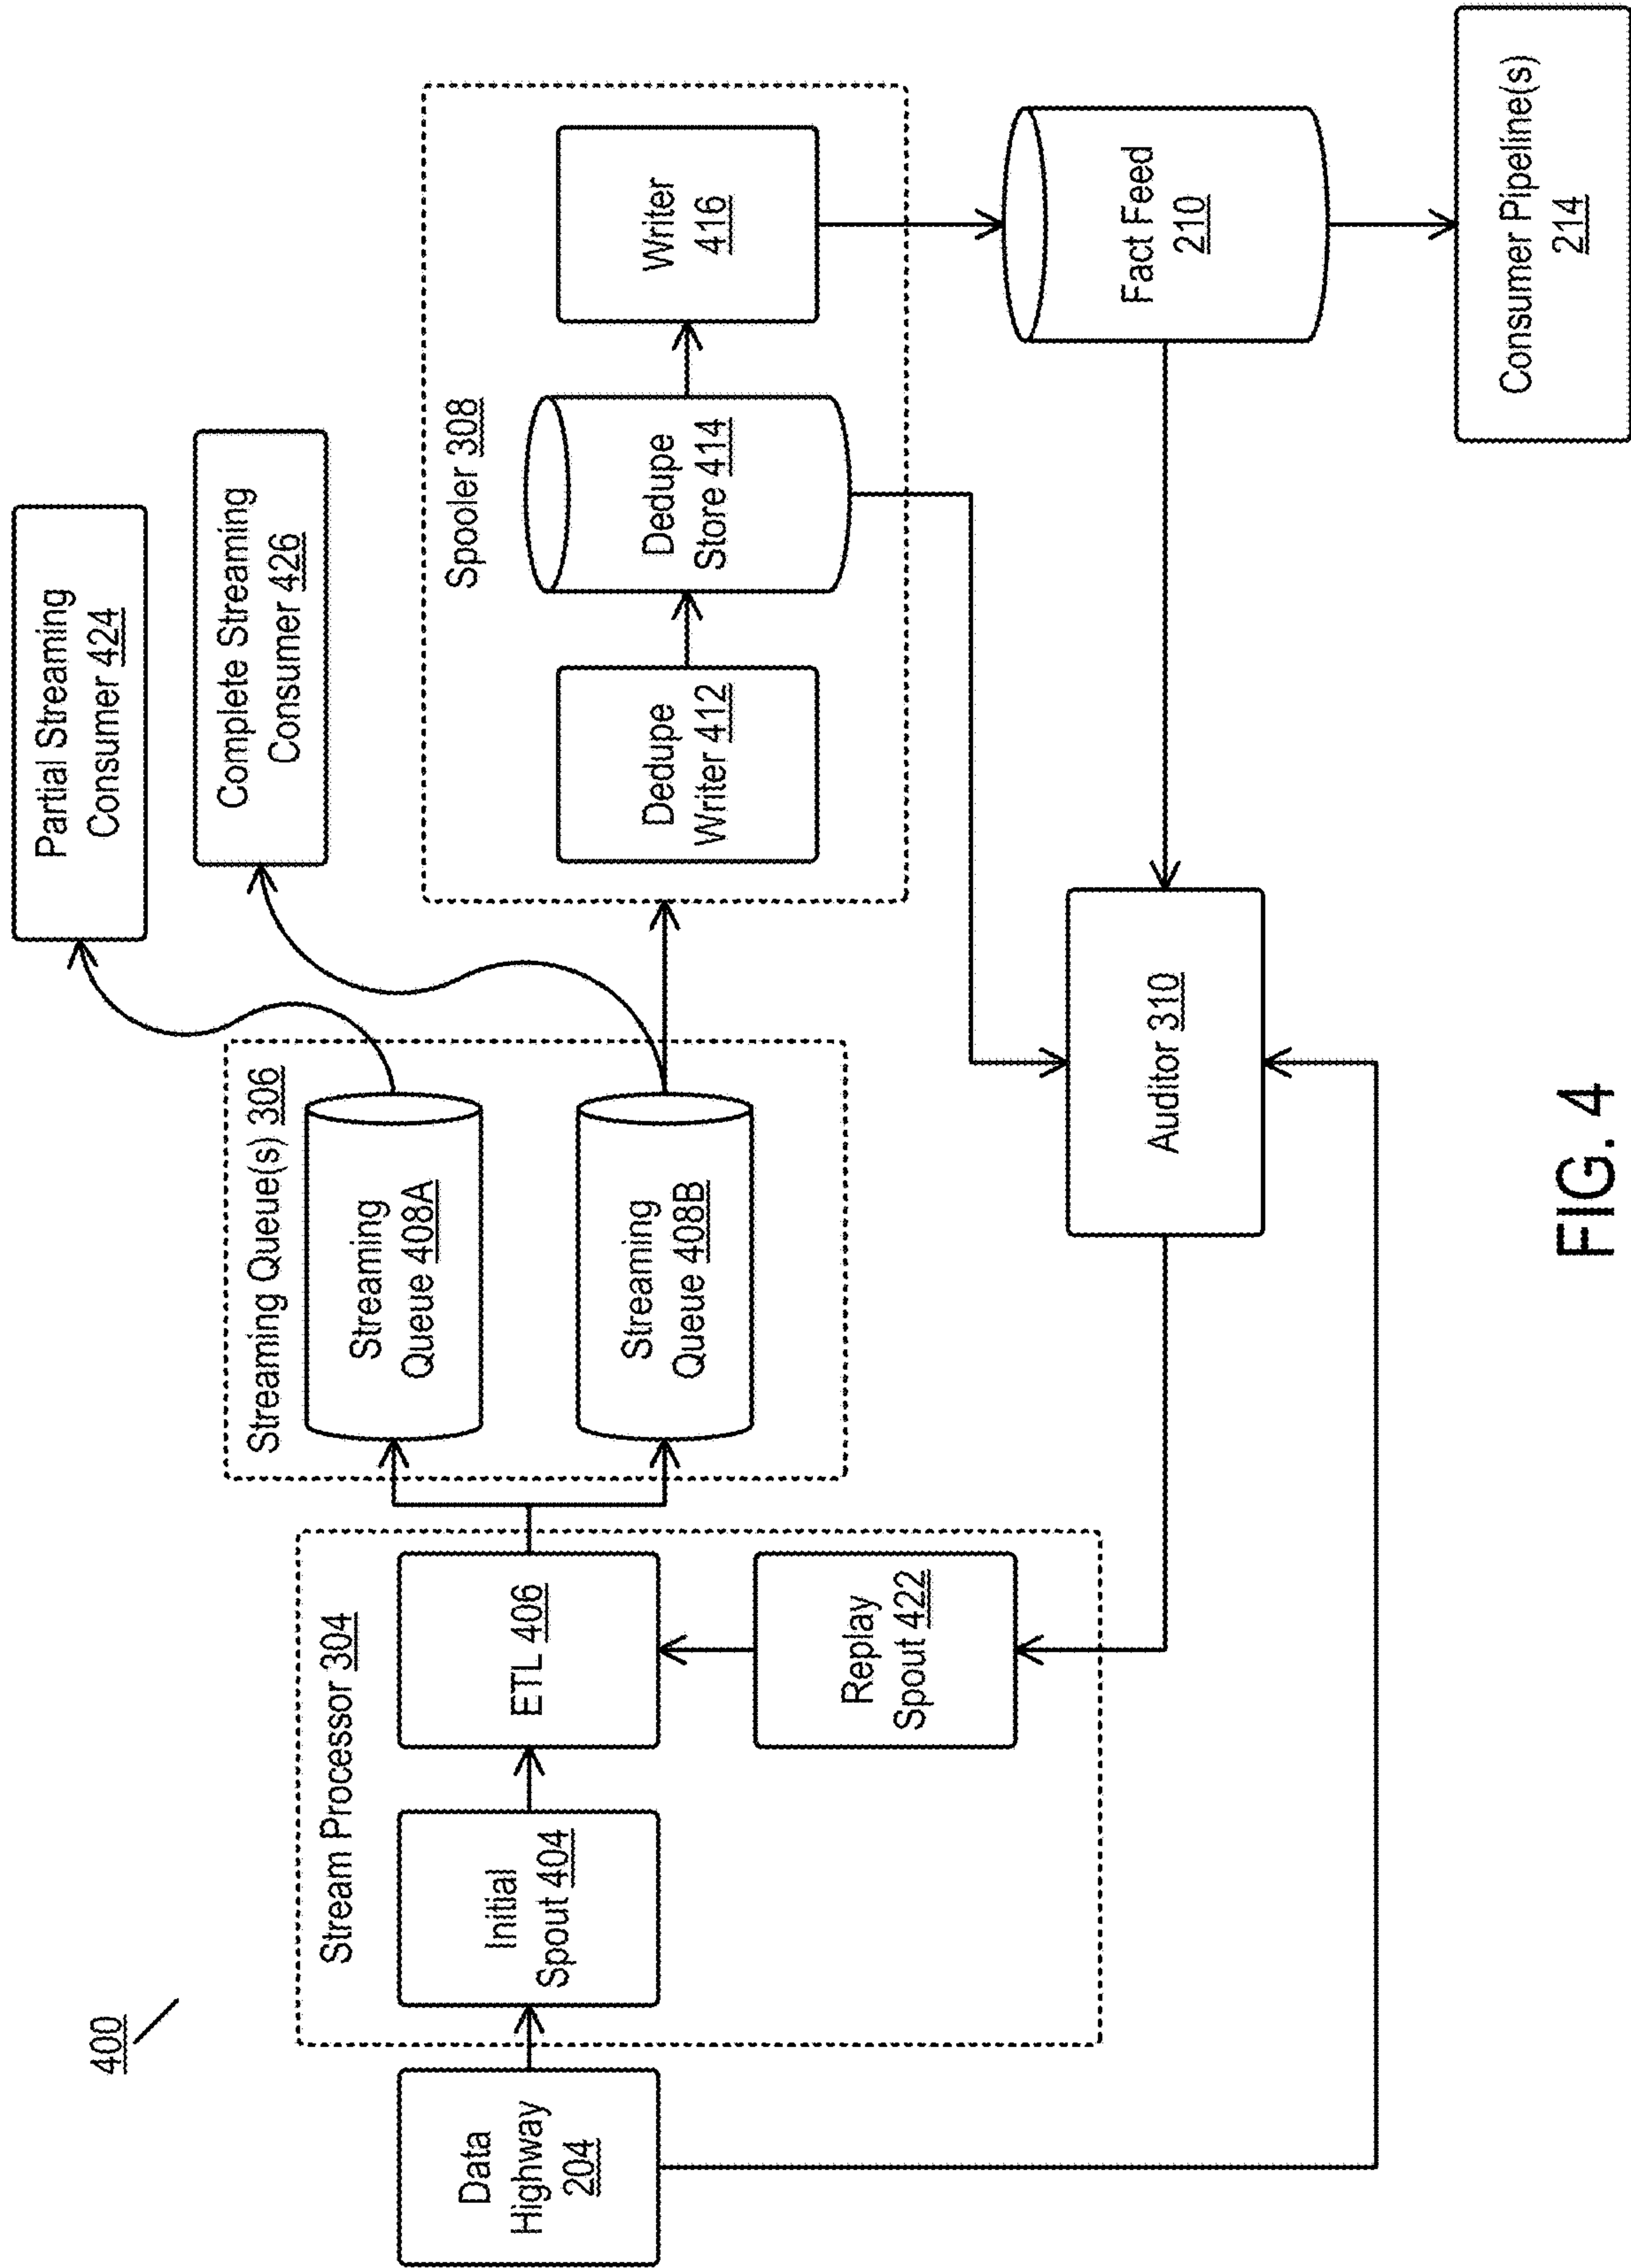 400
Data
Highway
204
Stream Processor 304
Initial
Spout 404
ETL 406
Replay
Spout 422
Streaming Queue(s) 306
Streaming
Queue 408A
Streaming
Queue 408B
Partial Streaming
Consumer 424
Complete Streaming
Consumer 426
Spooler 308
Dedupe
Writer 412
Dedupe
Store 414
Writer
416
Auditor 310
Fact Feed
210
Consumer Pipeline(s)
214
FIG. 4